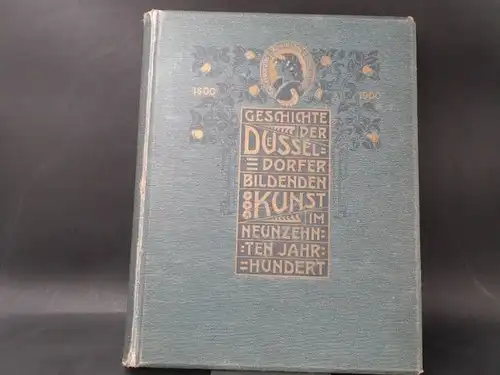 1800 1900
GESCHICHTE
DER
DÜSSEL=
DORFER
BILDENDEN
KUNST IM
NEUNZEHN=
TEN JAHR=
HUNDERT